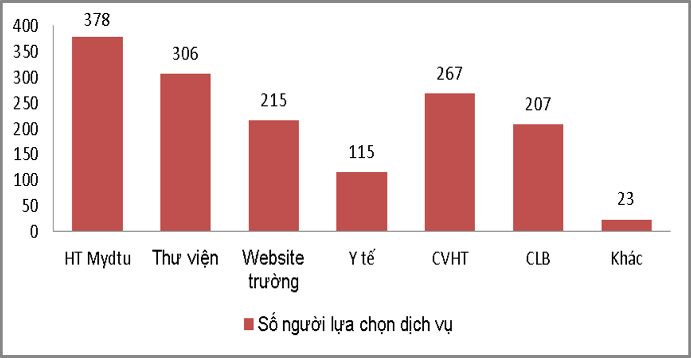 400
350
300
250
200
150
100
50
0
378
306
215
115
267
207
23
HT Mydtu
Thư viện
Website
trường
Y tế
CVHT
CLB
Khác
Số người lựa chọn dịch vụ